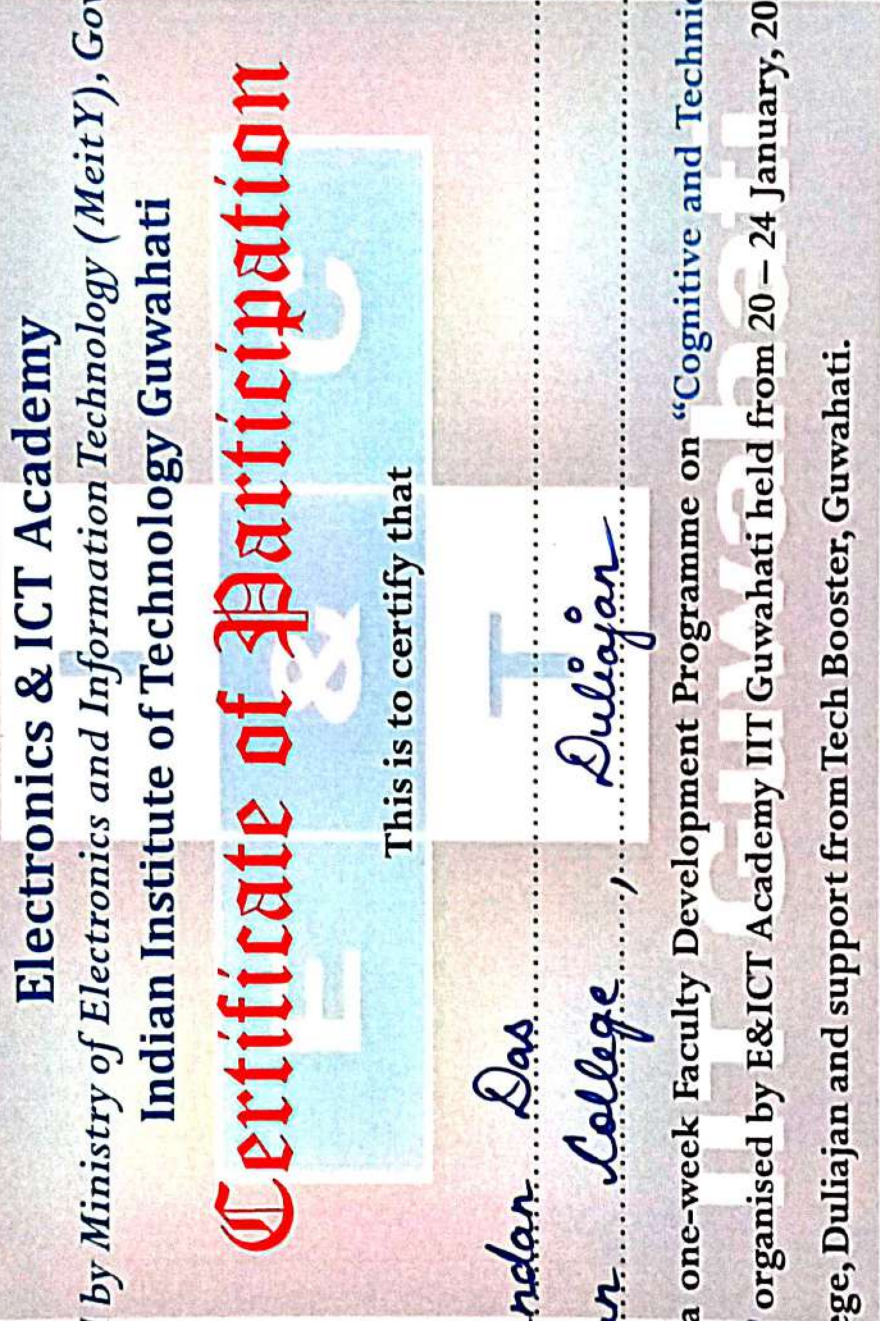 Electronics & ICT Academy
by Ministry of Electronics and Information Technology (MeitY), Gov
Indian Institute of Technology Guwahati
Certificate of Participation
This is to certify that
ndan Das
n College, Duliajan
a one-week Faculty Development Programme on "Cognitive and Technic
organised by E&ICT Academy IIT Guwahati held from 20 – 24 January, 20
ege, Duliajan and support from Tech Booster, Guwahati.
E & C
I
T
IIT Guwahati